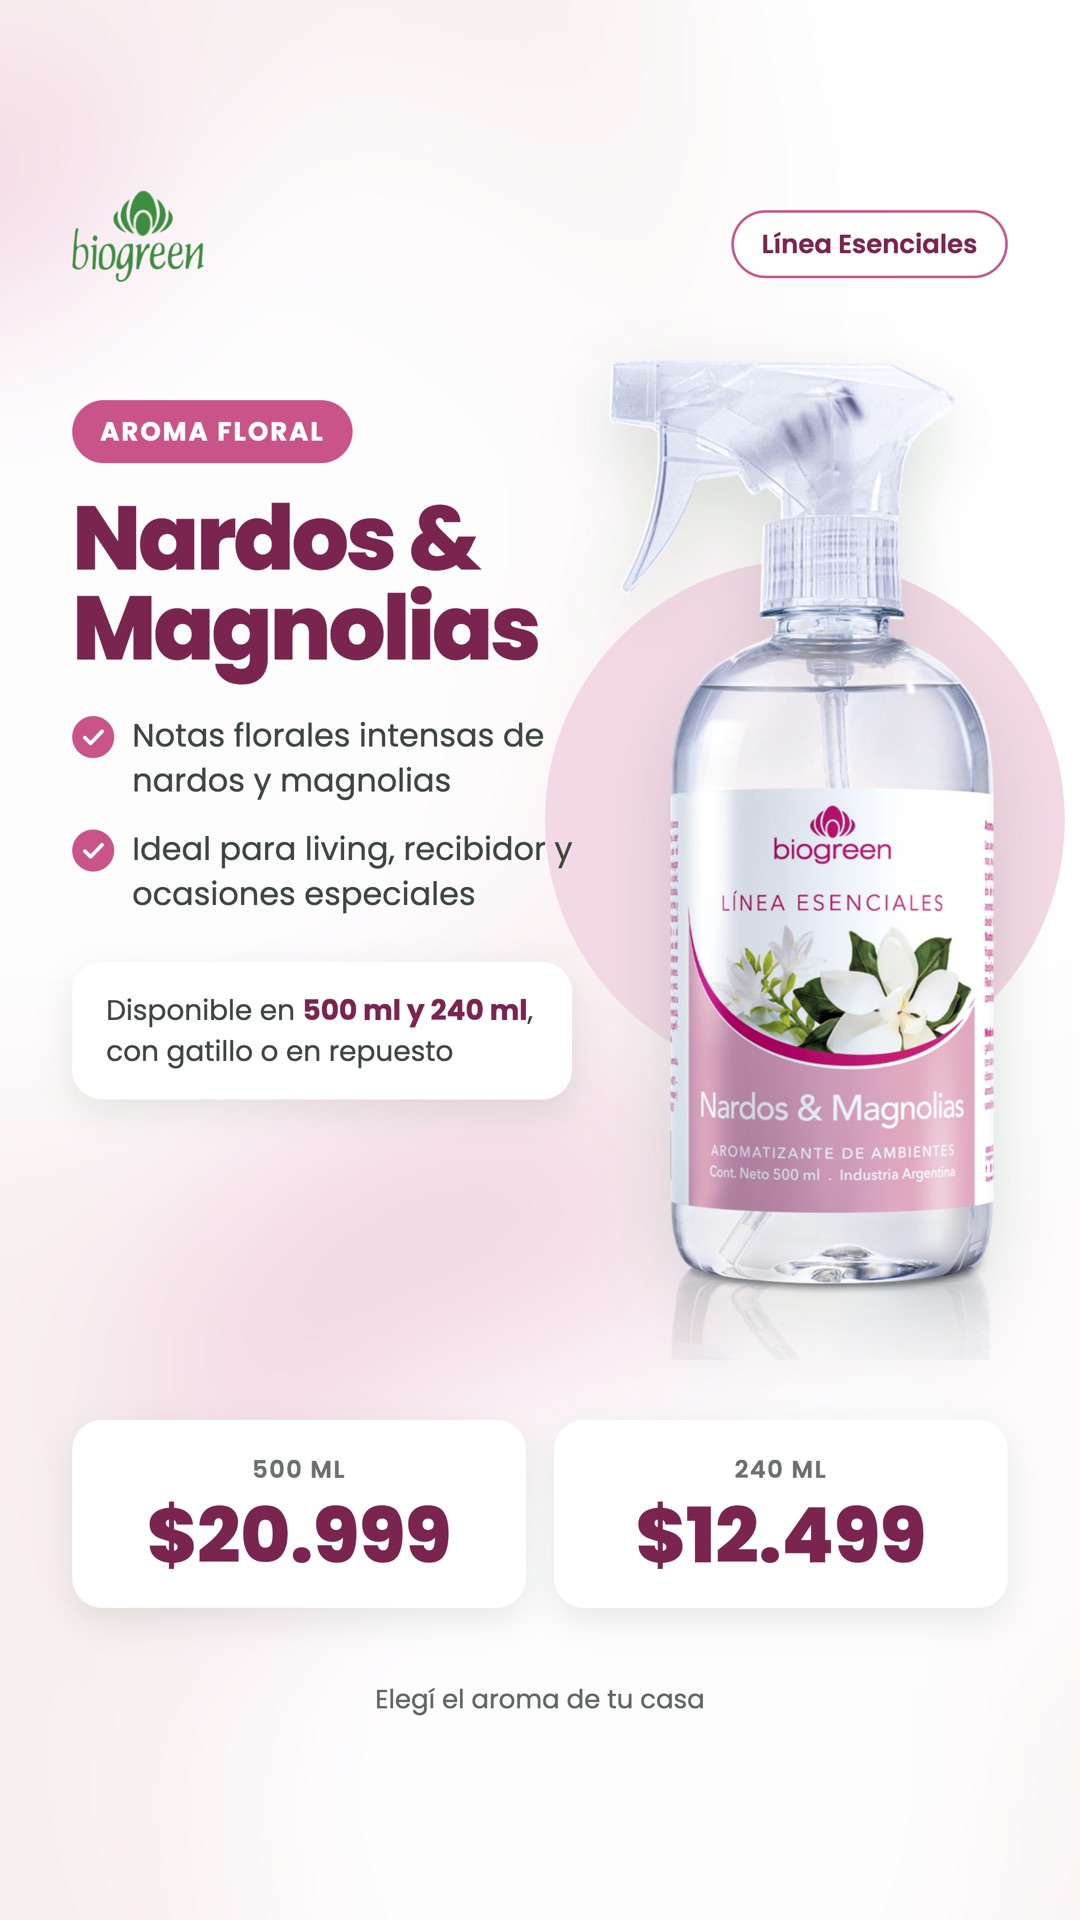 biogreen
Línea Esenciales
AROMA FLORAL
Nardos &
Magnolias
Notas florales intensas de
nardos y magnolias
Ideal para living, recibidor y
ocasiones especiales
Disponible en 500 ml y 240 ml,
con gatillo o en repuesto
biogreen
LÍNEA ESENCIALES
Nardos & Magnolias
AROMATIZANTE DE AMBIENTES
Cont. Neto 500 ml . Industria Argentina
500 ML
$20.999
240 ML
$12.499
Elegí el aroma de tu casa